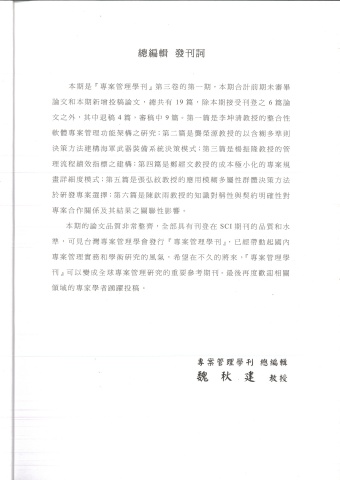 總編輯 發刊詞
本期是『專案管理學刊』第三卷的第一期。本期合計前期未審畢
論文和本期新增投稿論文，總共有 19 篇，除本期接受刊登之 6 篇論
文之外，其中退稿 4 篇、審稿中 9 篇。第一篇是李坤清教授的整合性
軟體專案管理功能架構之研究；第二篇是龔榮源教授的以含糊多準則
決策方法建構海軍武器裝備系統決策模式；第三篇是楊振隆教授的管
理流程績效指標之建構；第四篇是鄭經文教授的成本極小化的專案規
畫詳細度模式；第五篇是張弘紋教授的應用模糊多屬性群體決策方法
於研發專案選擇；第六篇是陳欽雨教授的知識對稱性與契約明確性對
專案合作關係及其結果之關聯性影響。
本期的論文品質非常整齊，全部具有刊登在 SCI 期刊的品質和水
準，可見台灣專案管理學會發行『專案管理學刊』，已經帶動起國內
專案管理實務和學術研究的風氣。希望在不久的將來，『專案管理學
刊』可以變成全球專案管理研究的重要參考期刊。最後再度歡迎相關
領域的專家學者踴躍投稿。
專案管理學刊 總編輯
魏 秋 建 教授